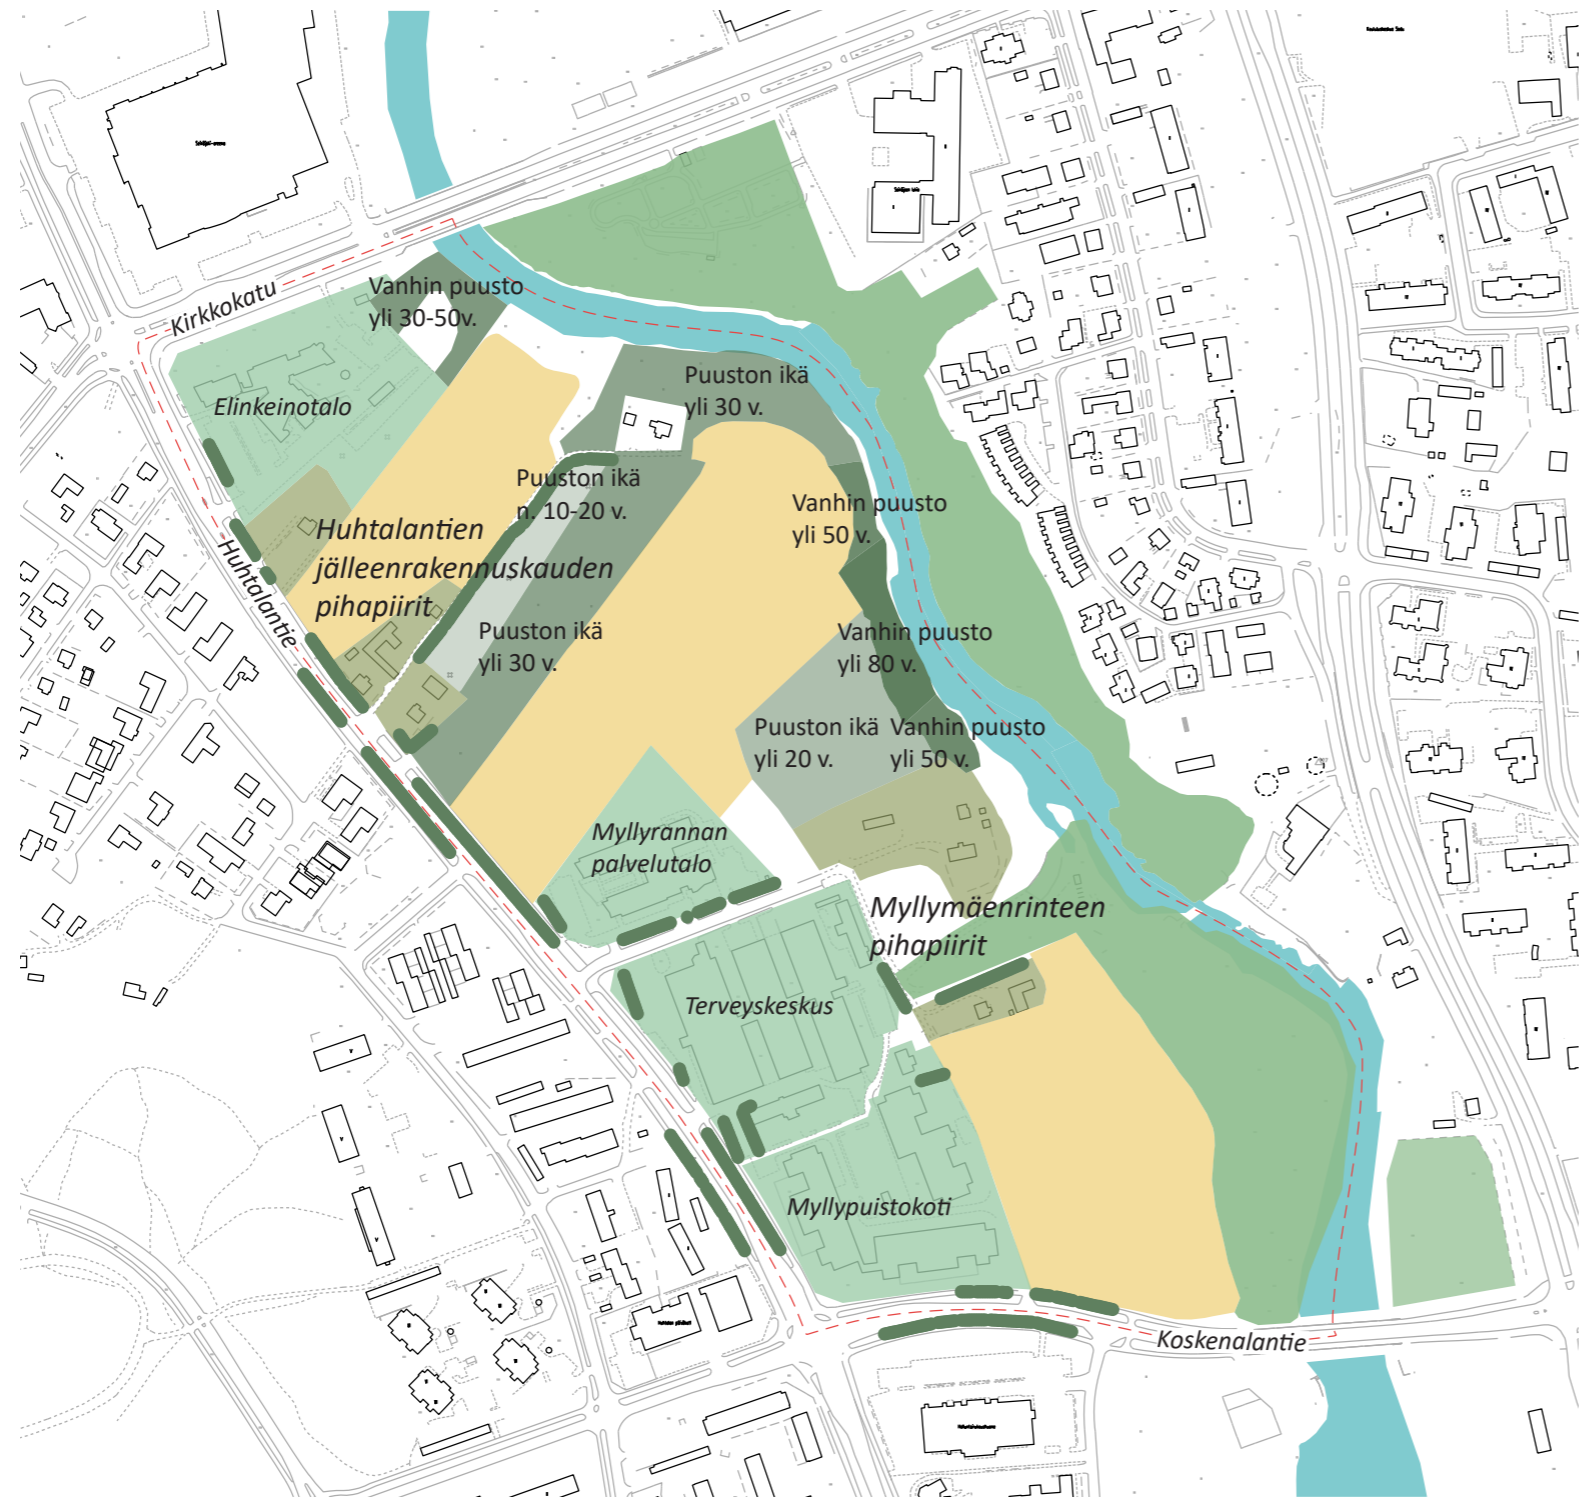 Kirkkokatu
Vanhin puusto
yli 30-50v.
Elinkeinotalo
Puuston ikä
yli 30 v.
Puuston ikä
n. 10-20 v.
Vanhin puusto
yli 50 v.
Huhtalantien
jälleenrakennuskauden
pihapiirit
Huhtalantie
Puuston ikä
yli 30 v.
Vanhin puusto
yli 80 v.
Puuston ikä
yli 20 v.
Vanhin puusto
yli 50 v.
Myllyrannan
palvelutalo
Myllymäenrinteen
pihapiirit
Terveyskeskus
Myllypuistokoti
Koskenalantie